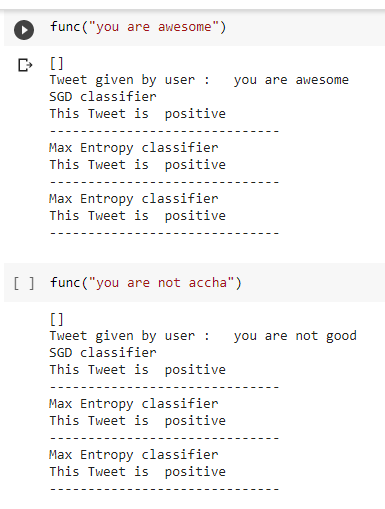 func("you are awesome")
[]
Tweet given by user :   you are awesome
SGD classifier
This Tweet is  positive
------------------------------
Max Entropy classifier
This Tweet is  positive
------------------------------
Max Entropy classifier
This Tweet is  positive
------------------------------
[ ] func("you are not accha")
[]
Tweet given by user :   you are not good
SGD classifier
This Tweet is  positive
------------------------------
Max Entropy classifier
This Tweet is  positive
------------------------------
Max Entropy classifier
This Tweet is  positive
------------------------------